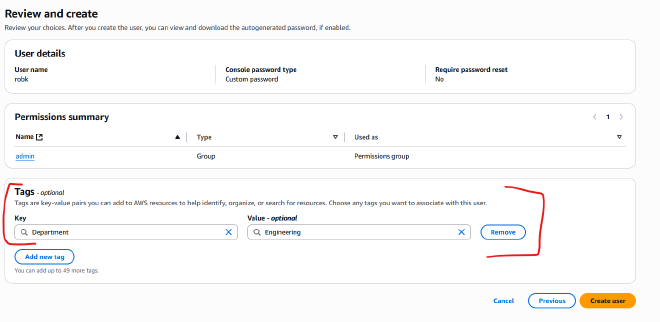 Review and create
Review your choices. After you create the user, you can view and download the autogenerated password, if enabled.
User details
User name
robk
Console password type
Custom password
Require password reset
No
Permissions summary
1
Name Type Used as
admin Group Permissions group
Tags - optional
Tags are key-value pairs you can add to AWS resources to help identify, organize, or search for resources. Choose any tags you want to associate with this user.
Key Value - optional
Department Engineering Remove
Add new tag
You can add up to 49 more tags.
Cancel Previous Create user